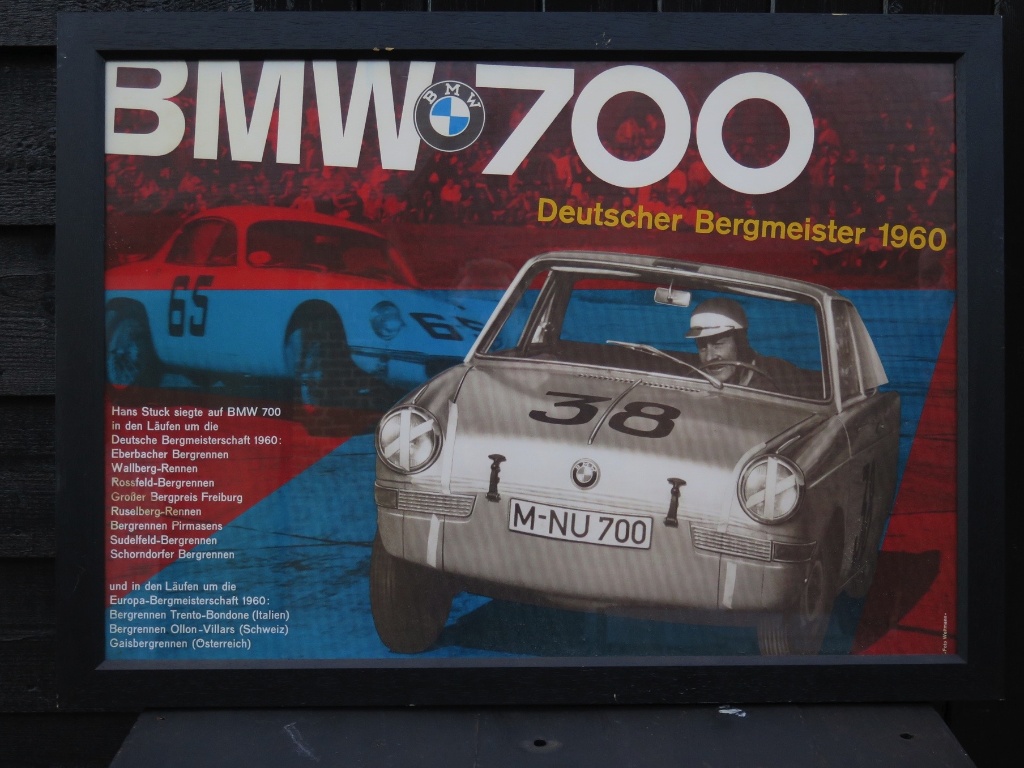 BMW 700
BMW
Deutscher Bergmeister 1960
65
65
38
M-NU 700
Hans Stuck siegte auf BMW 700
in den Läufen um die
Deutsche Bergmeisterschaft 1960:
Eberbacher Bergrennen
Wallberg-Rennen
Rossfeld-Bergrennen
Großer Bergpreis Freiburg
Ruselberg-Rennen
Bergrennen Pirmasens
Sudelfeld-Bergrennen
Schorndorfer Bergrennen
und in den Läufen um die
Europa-Bergmeisterschaft 1960:
Bergrennen Trento-Bondone (Italien)
Bergrennen Ollon-Villars (Schweiz)
Gaisbergrennen (Österreich)